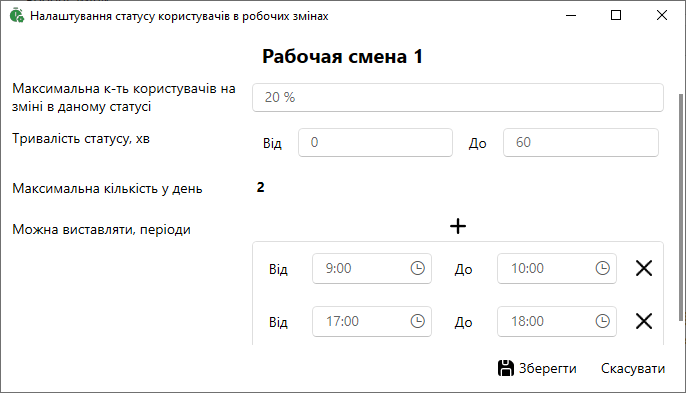 Налаштування статусу користувачів в робочих змінах
Рабочая смена 1
Максимальна к-ть користувачів на
зміні в даному статусі
20 %
Тривалість статусу, хв
Від 0 До 60
Максимальна кількість у день 2
Можна виставляти, періоди
Від 9:00 До 10:00
Від 17:00 До 18:00
Зберегти Скасувати